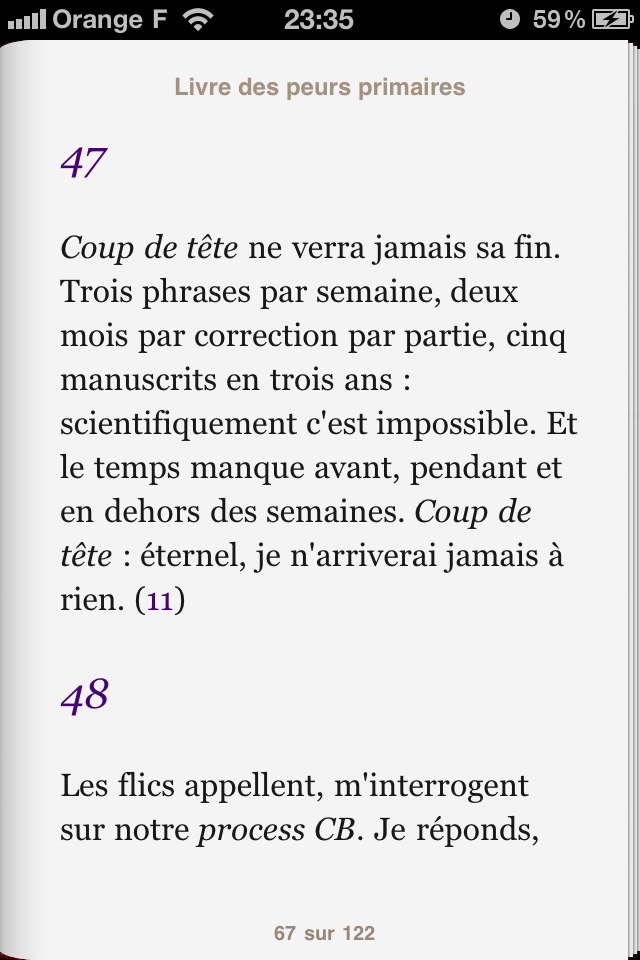 Orange F 23:35 59%
Livre des peurs primaires
47
Coup de tête ne verra jamais sa fin.
Trois phrases par semaine, deux
mois par correction par partie, cinq
manuscrits en trois ans :
scientifiquement c'est impossible. Et
le temps manque avant, pendant et
en dehors des semaines. Coup de
tête : éternel, je n'arriverai jamais à
rien. (11)
48
Les flics appellent, m'interrogent
sur notre process CB. Je réponds,
67 sur 122